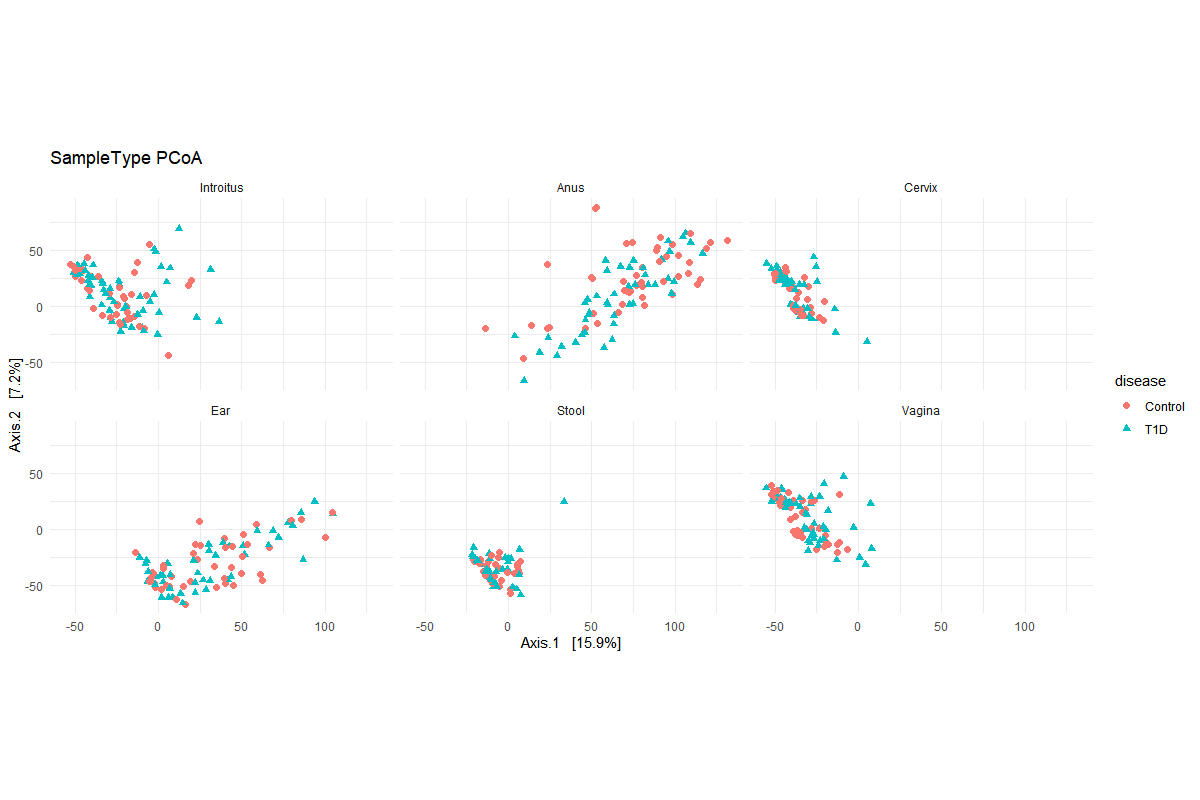 SampleType PCoA
Introitus
Anus
Cervix
50
0
-50
Ear
Stool
Vagina
50
0
-50
-50 0 50 100
-50 0 50 100
-50 0 50 100
Axis.1 [15.9%]
Axis.2 [7.2%]
disease
Control
T1D